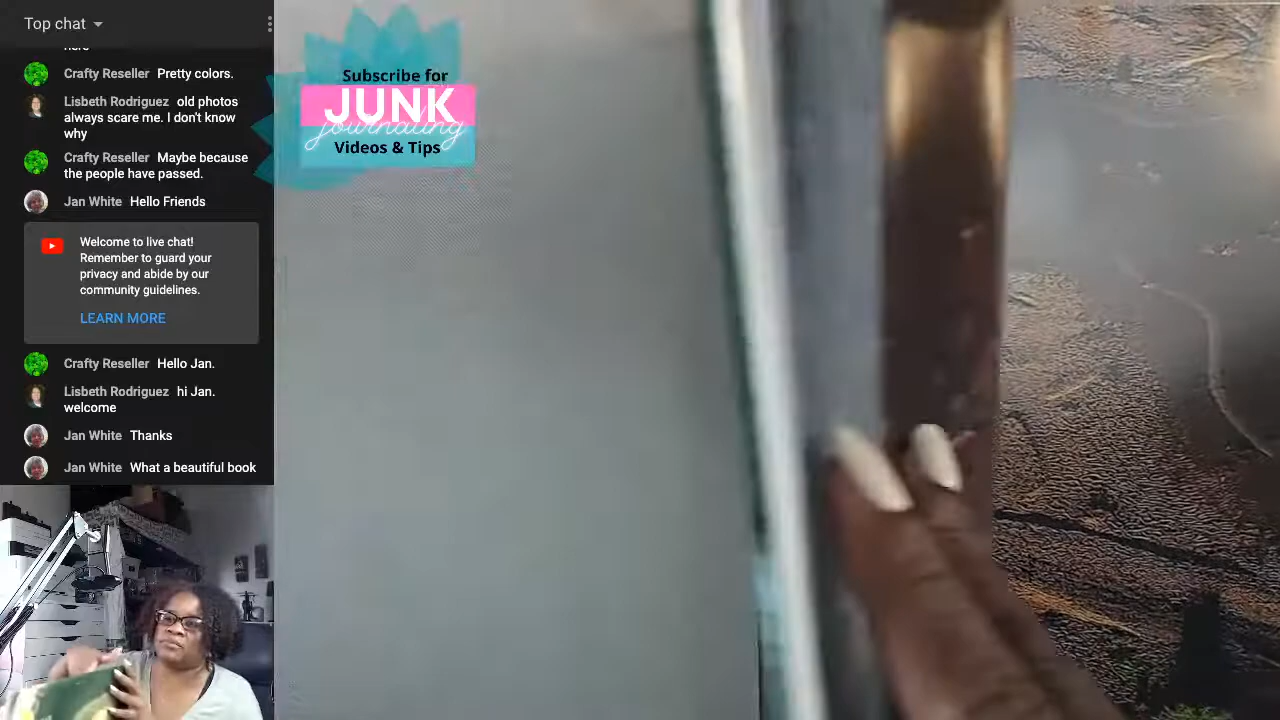 Top chat
here
Crafty Reseller Pretty colors.
Lisbeth Rodriguez old photos
always scare me. I don't know
why
Crafty Reseller Maybe because
the people have passed.
Jan White Hello Friends
Welcome to live chat!
Remember to guard your
privacy and abide by our
community guidelines.
LEARN MORE
Crafty Reseller Hello Jan.
Lisbeth Rodriguez hi Jan.
welcome
Jan White Thanks
Jan White What a beautiful book
Subscribe for
JUNK
journaling
Videos & Tips